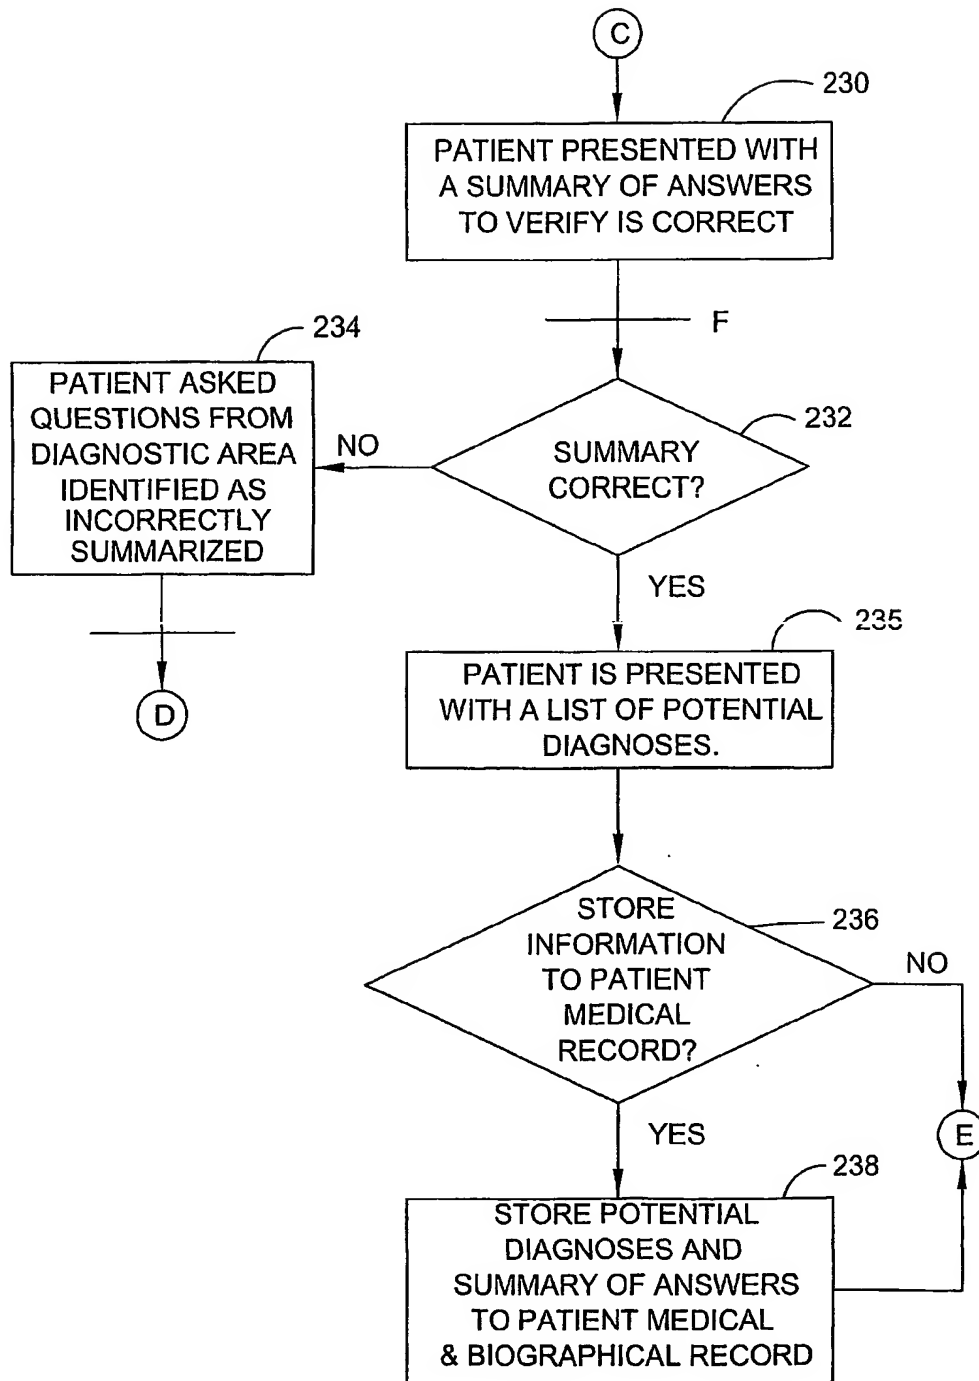 C
230
PATIENT PRESENTED WITH
A SUMMARY OF ANSWERS
TO VERIFY IS CORRECT
F
234
PATIENT ASKED
QUESTIONS FROM
DIAGNOSTIC AREA
IDENTIFIED AS
INCORRECTLY
SUMMARIZED
NO
232
SUMMARY
CORRECT?
YES
D
235
PATIENT IS PRESENTED
WITH A LIST OF POTENTIAL
DIAGNOSES.
236
STORE
INFORMATION
TO PATIENT
MEDICAL
RECORD?
NO
YES
E
238
STORE POTENTIAL
DIAGNOSES AND
SUMMARY OF ANSWERS
TO PATIENT MEDICAL
& BIOGRAPHICAL RECORD